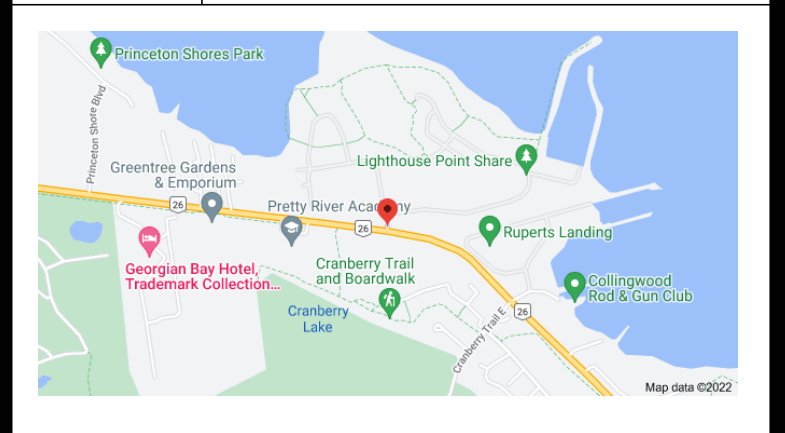 Princeton Shores Park
Princeton Shore Blvd
Greentree Gardens
& Emporium
Lighthouse Point Share
26
Pretty River Academy
26
Ruperts Landing
Georgian Bay Hotel,
Trademark Collection...
Cranberry Trail
and Boardwalk
Collingwood
Rod & Gun Club
Cranberry
Lake
26
Cranberry Trail E
Map data ©2022